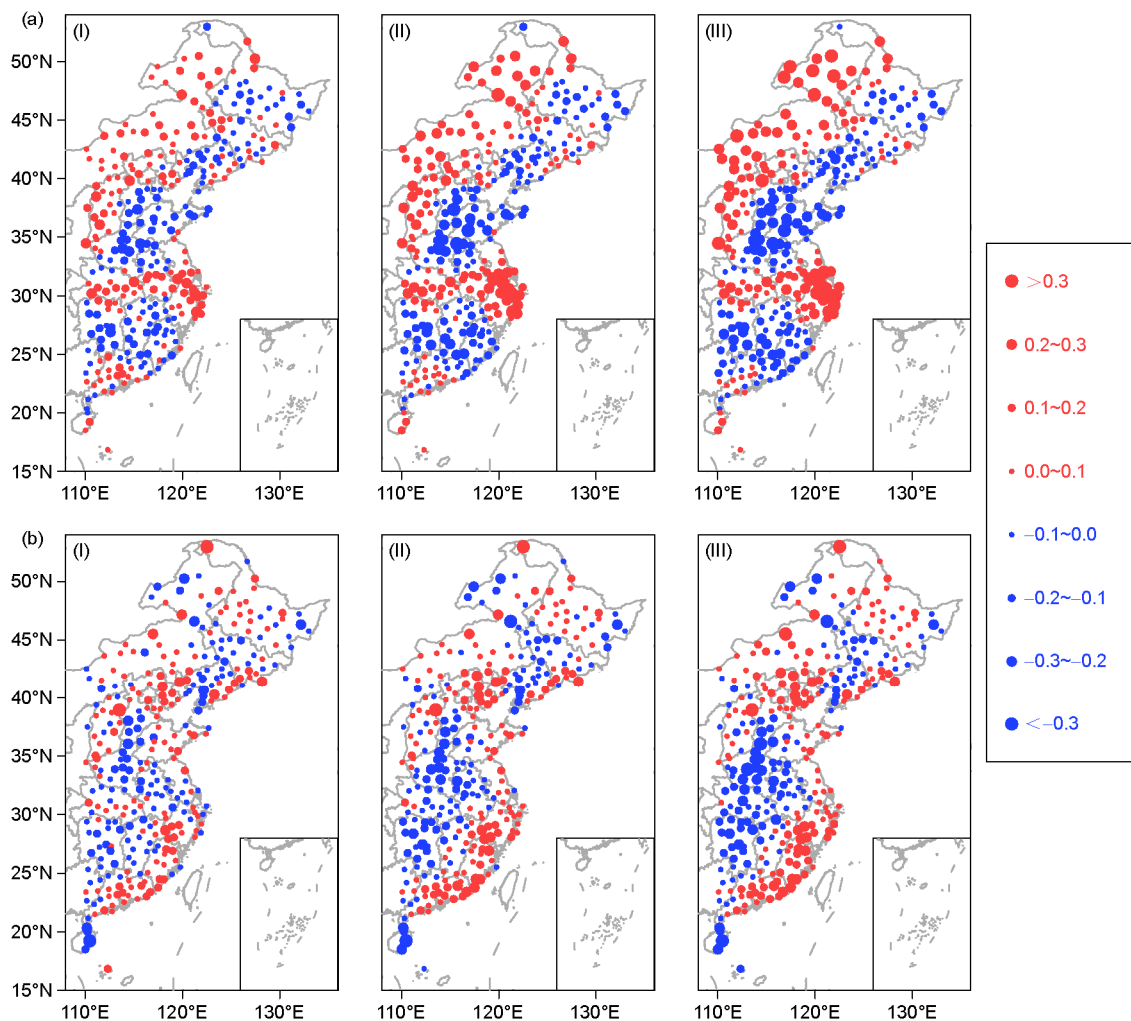 (a)
(I)
(II)
(III)
50°N
45°N
40°N
35°N
30°N
25°N
20°N
15°N
110°E
120°E
130°E
110°E
120°E
130°E
110°E
120°E
130°E
>0.3
0.2~0.3
0.1~0.2
0.0~0.1
–0.1~0.0
–0.2~–0.1
–0.3~–0.2
<–0.3
(b)
(I)
(II)
(III)
50°N
45°N
40°N
35°N
30°N
25°N
20°N
15°N
110°E
120°E
130°E
110°E
120°E
130°E
110°E
120°E
130°E